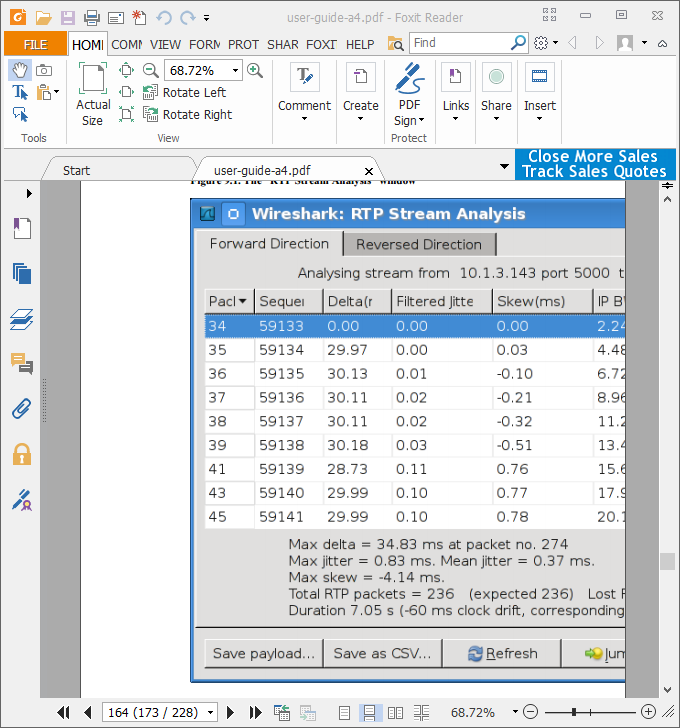 user-guide-a4.pdf - Foxit Reader
FILE HOME COMM VIEW FORM PROT SHAR FOXT HELP Find
68.72%
Actual Size
Rotate Left
Rotate Right
Comment
Create
PDF Sign
Links
Share
Insert
Tools View Protect
Start
user-guide-a4.pdf
Close More Sales
Track Sales Quotes
Figure 9.1. The "RTP Stream Analysis" window
Wireshark: RTP Stream Analysis
Forward Direction Reversed Direction
Analysing stream from 10.1.3.143 port 5000 t
Pack Sequen Delta(r Filtered Jitte Skew(ms) IP B
34 59133 0.00 0.00 0.00 2.24
35 59134 29.97 0.00 0.03 4.48
36 59135 30.13 0.01 -0.10 6.72
37 59136 30.11 0.02 -0.21 8.96
38 59137 30.11 0.02 -0.32 11.2
39 59138 30.18 0.03 -0.51 13.4
41 59139 28.73 0.11 0.76 15.6
43 59140 29.99 0.10 0.77 17.9
45 59141 29.99 0.10 0.78 20.1
Max delta = 34.83 ms at packet no. 274
Max jitter = 0.83 ms. Mean jitter = 0.37 ms.
Max skew = -4.14 ms.
Total RTP packets = 236 (expected 236) Lost
Duration 7.05 s (-60 ms clock drift, corresponding
Save payload... Save as CSV... Refresh Jum
164 (173 / 228) 68.72%